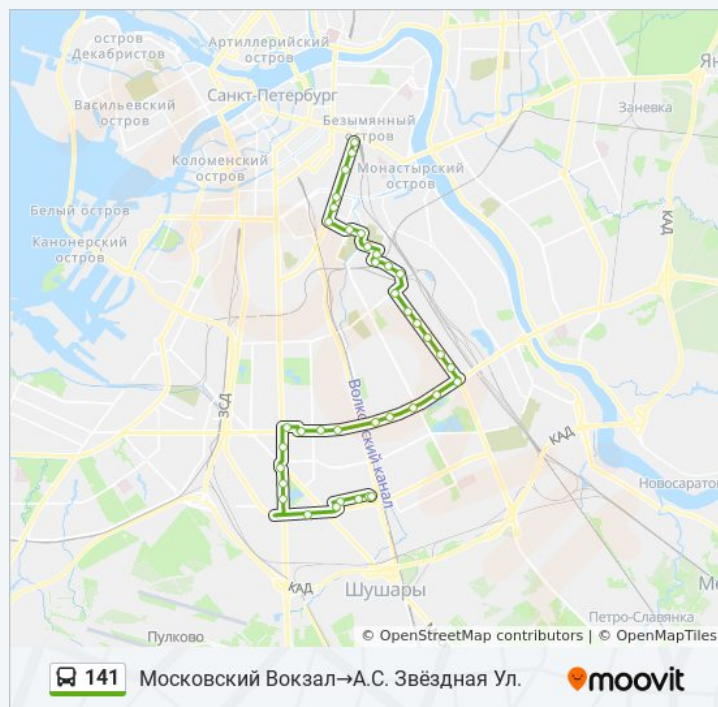 остров
Декабристов
Артиллерийский
остров
Ян
Санкт-Петербург
Васильевский
остров
Безымянный
остров
Заневка
Коломенский
остров
Монастырский
остров
Белый остров
КАД
Канонерский
остров
ЗСД
Волковский канал
КАД
Новосарато
КАД
Шушары
Ме
Петро-Славянка
Пулково
© OpenStreetMap contributors | © OpenMapTiles
141
Московский Вокзал→А.С. Звёздная Ул.
moovit